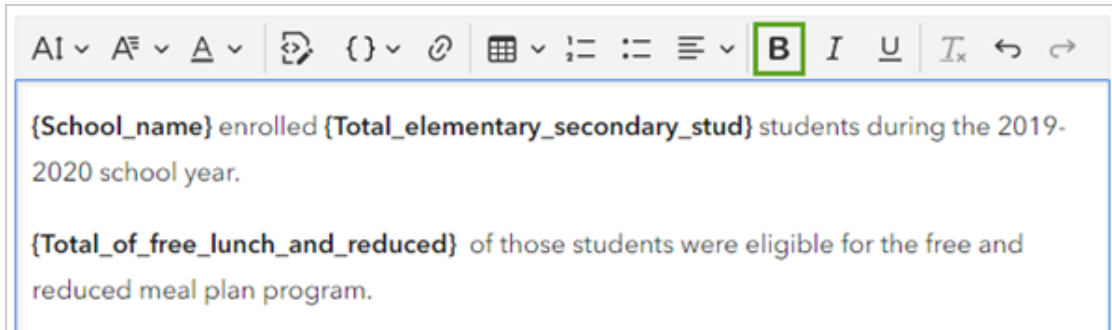 B I U
{School_name} enrolled {Total_elementary_secondary_stud} students during the 2019-
2020 school year.
{Total_of_free_lunch_and_reduced} of those students were eligible for the free and
reduced meal plan program.